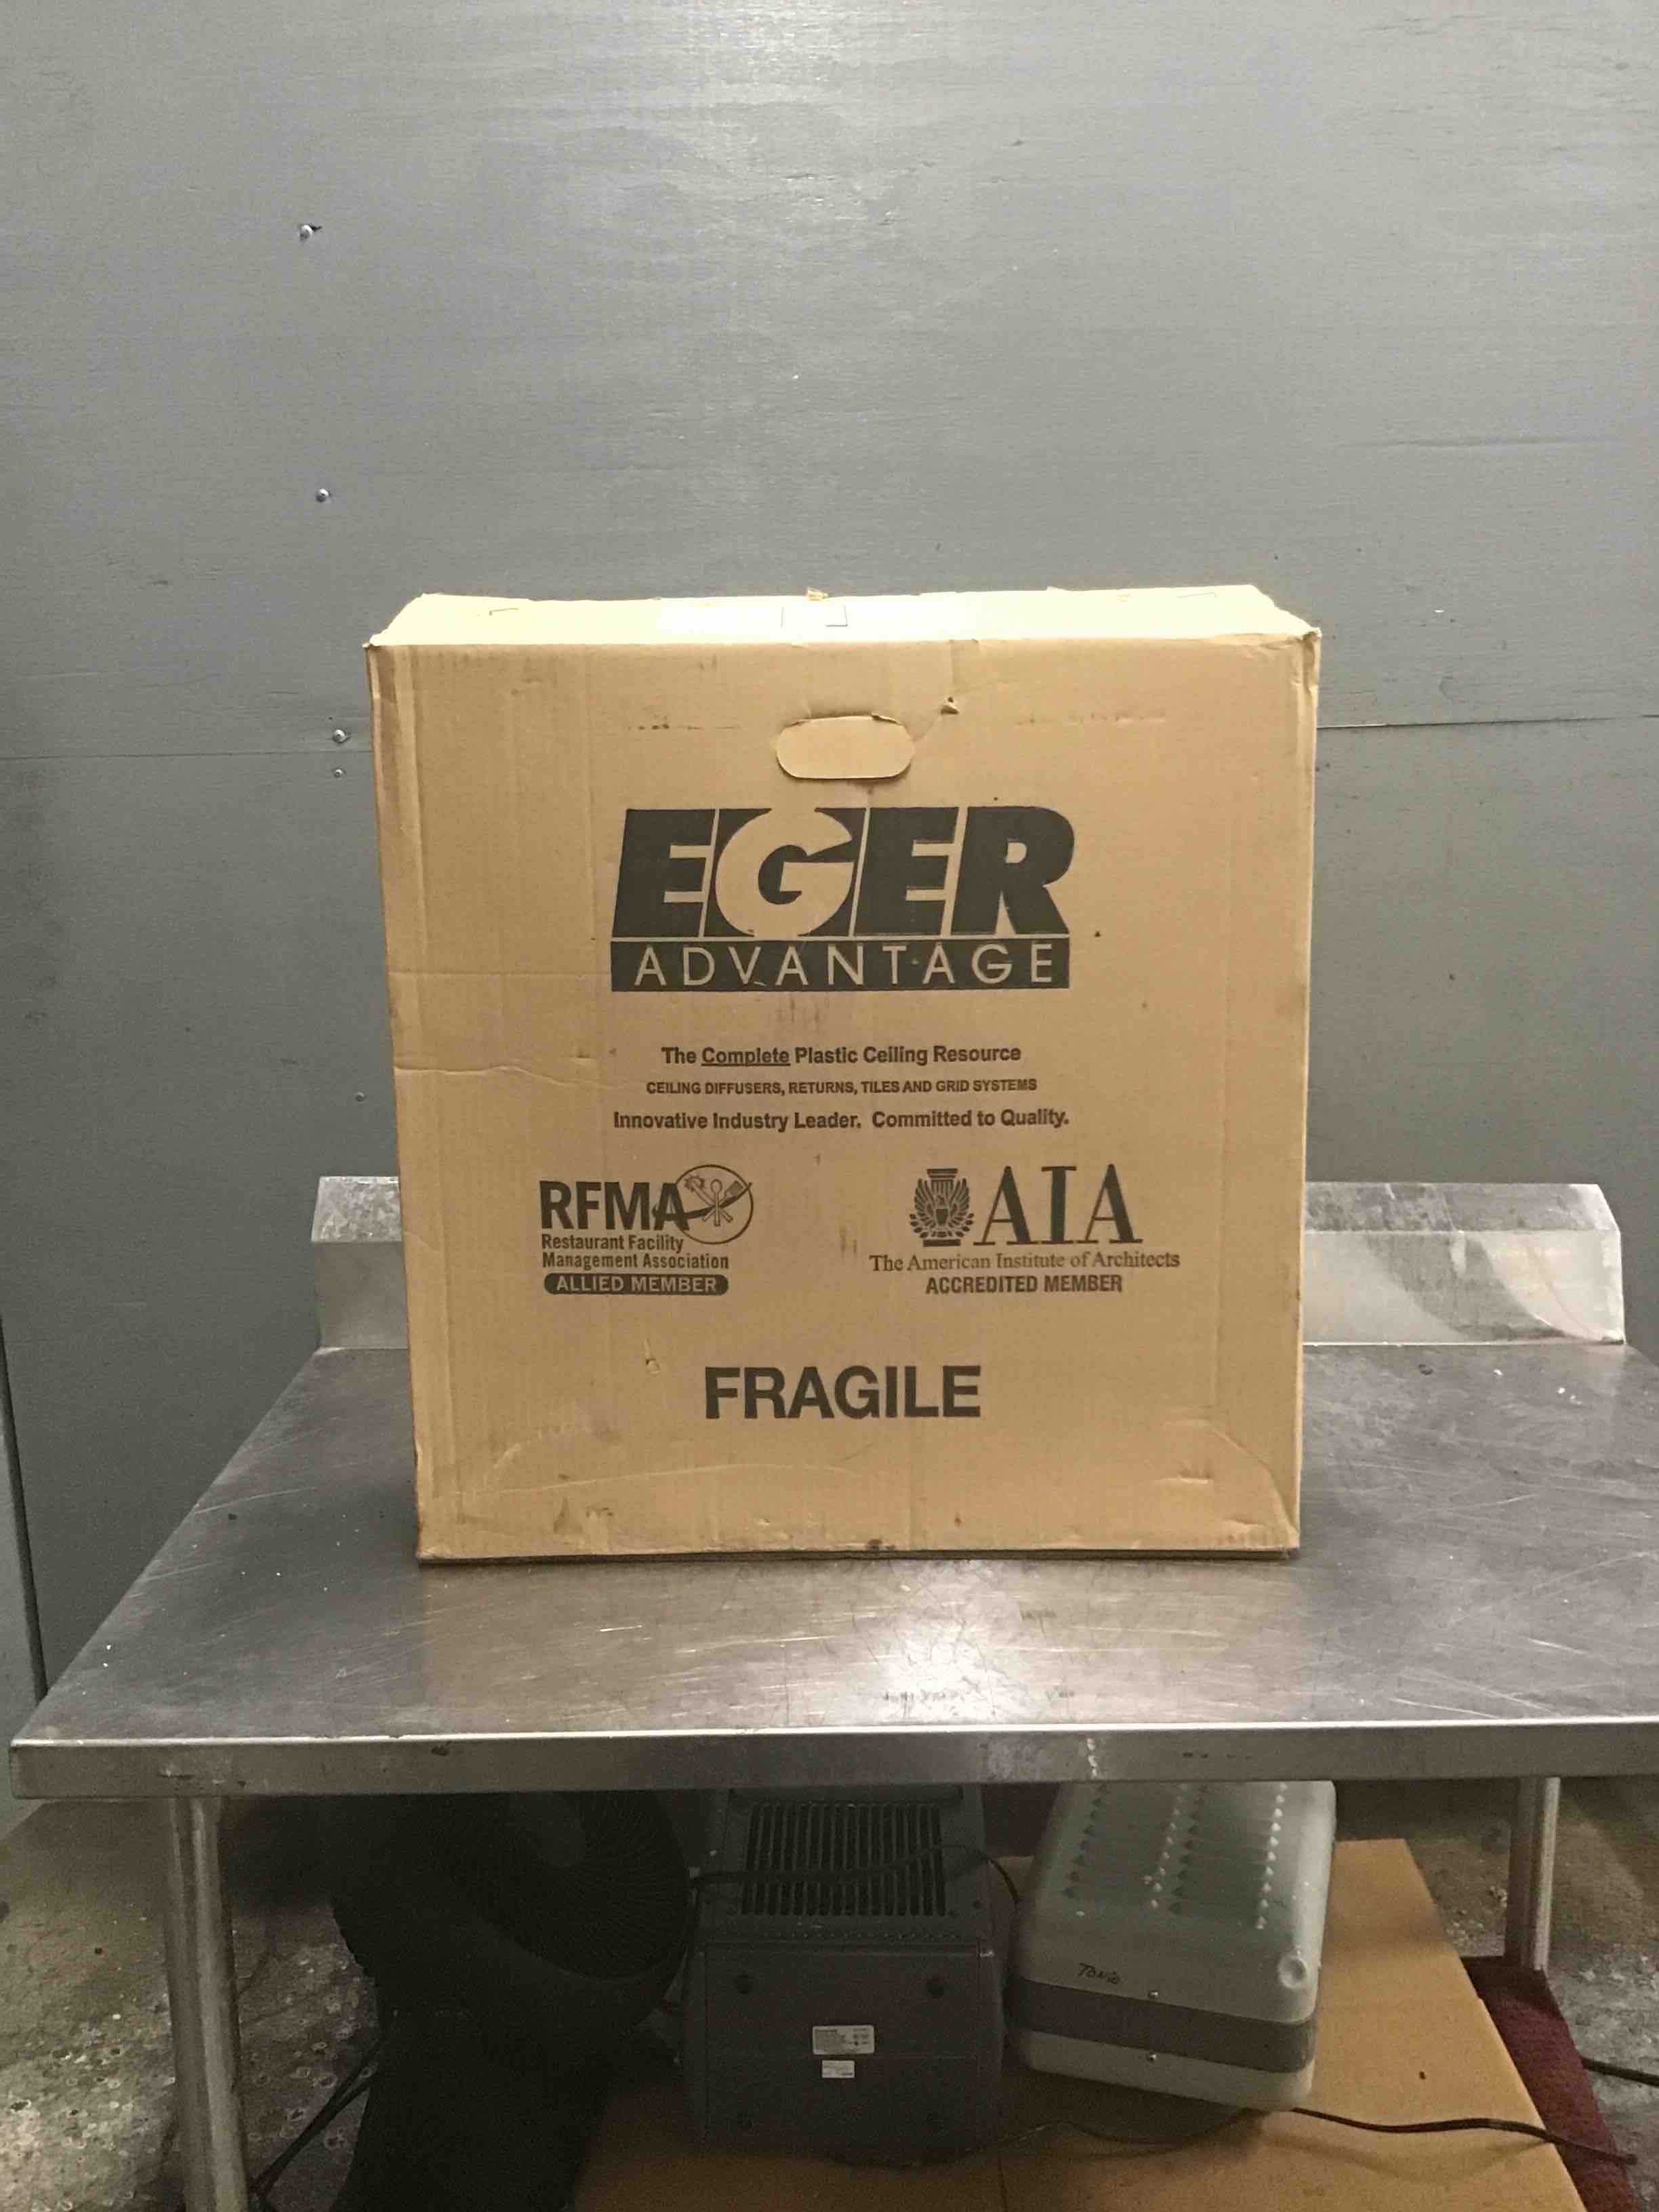 EGER
ADVANTAGE
The Complete Plastic Ceiling Resource
CEILING DIFFUSERS, RETURNS, TILES AND GRID SYSTEMS
Innovative Industry Leader. Committed to Quality.
RFMA
Restaurant Facility
Management Association
ALLIED MEMBER
AIA
The American Institute of Architects
ACCREDITED MEMBER
FRAGILE